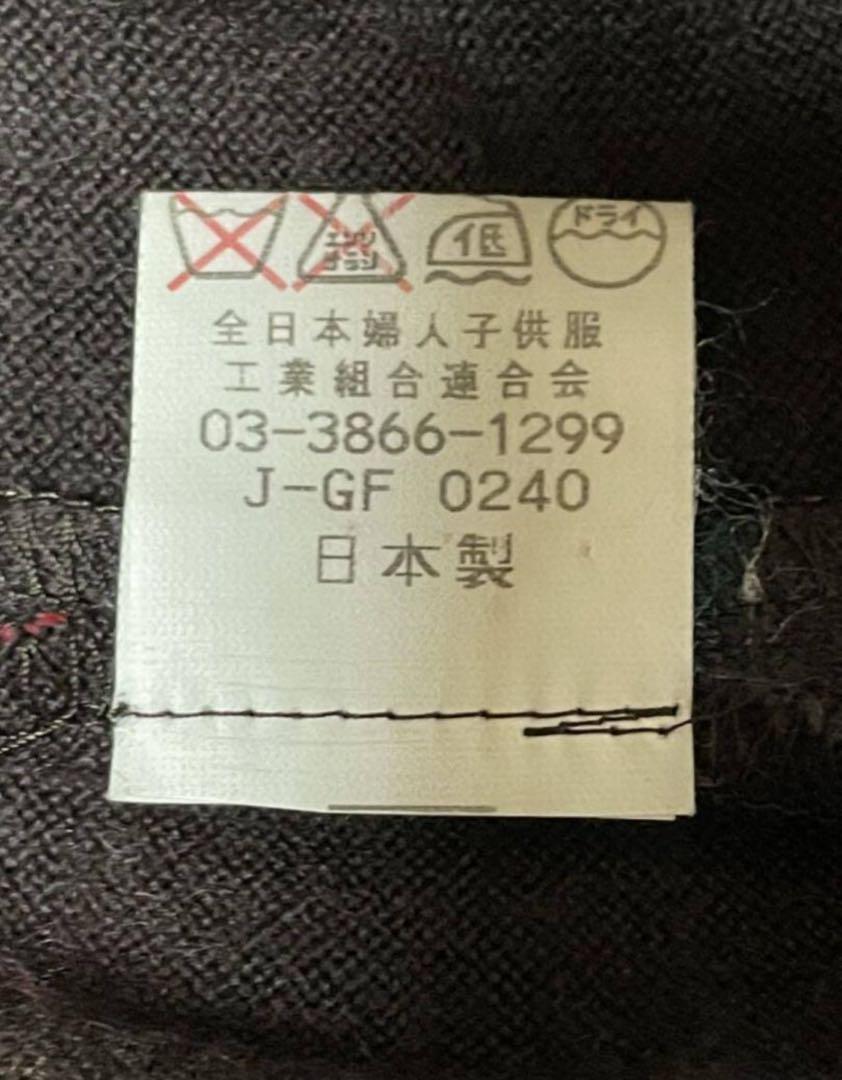 エンソ サラシ 低 ドライ
全日本婦人子供服
工業組合連合会
03-3866-1299
J-GF 0240
日本製